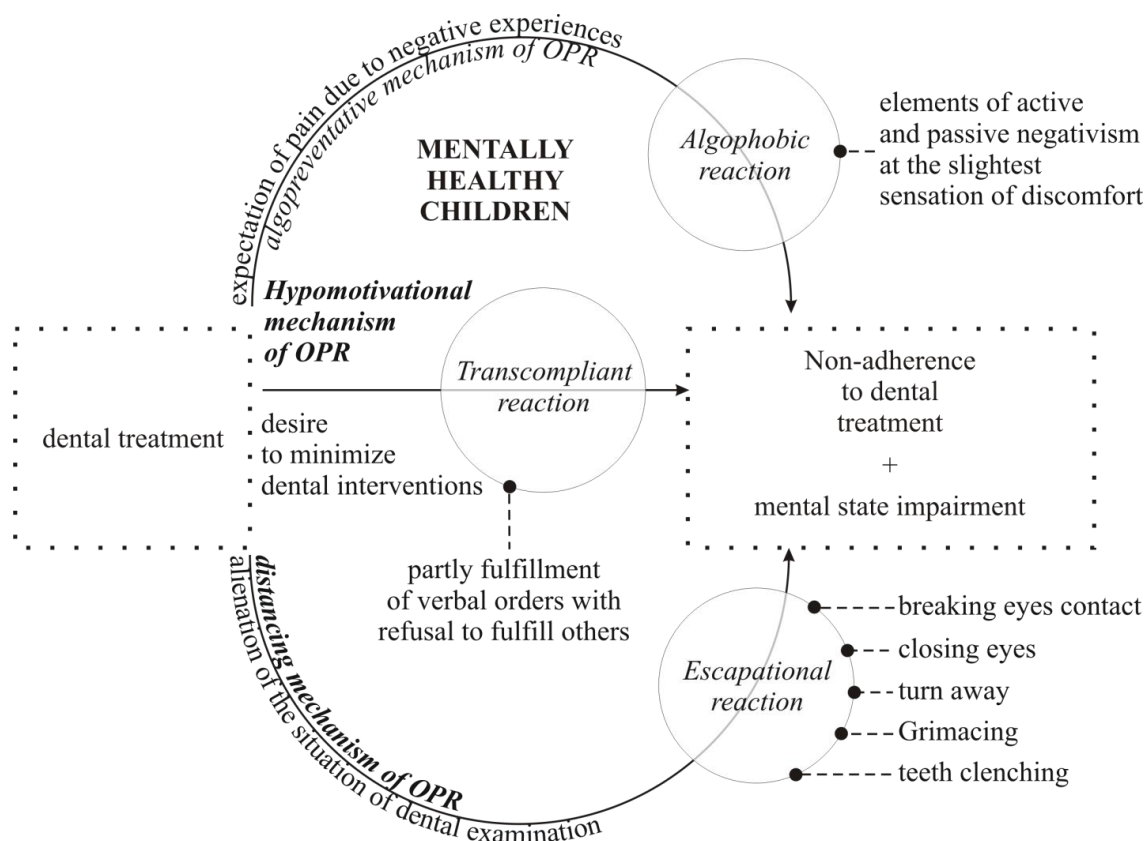 expectation of pain due to negative experiences
algopreventative mechanism of OPR
MENTALLY
HEALTHY
CHILDREN
Algophobic
reaction
elements of active
and passive negativism
at the slightest
sensation of discomfort
Hypomotivational
mechanism
of OPR
dental treatment
Transcompliant
reaction
desire
to minimize
dental interventions
partly fulfillment
of verbal orders with
refusal to fulfill others
Non-adherence
to dental
treatment
+
mental state impairment
distancing mechanism of OPR
alienation of the situation of dental examination
Escapational
reaction
breaking eyes contact
closing eyes
turn away
Grimacing
teeth clenching